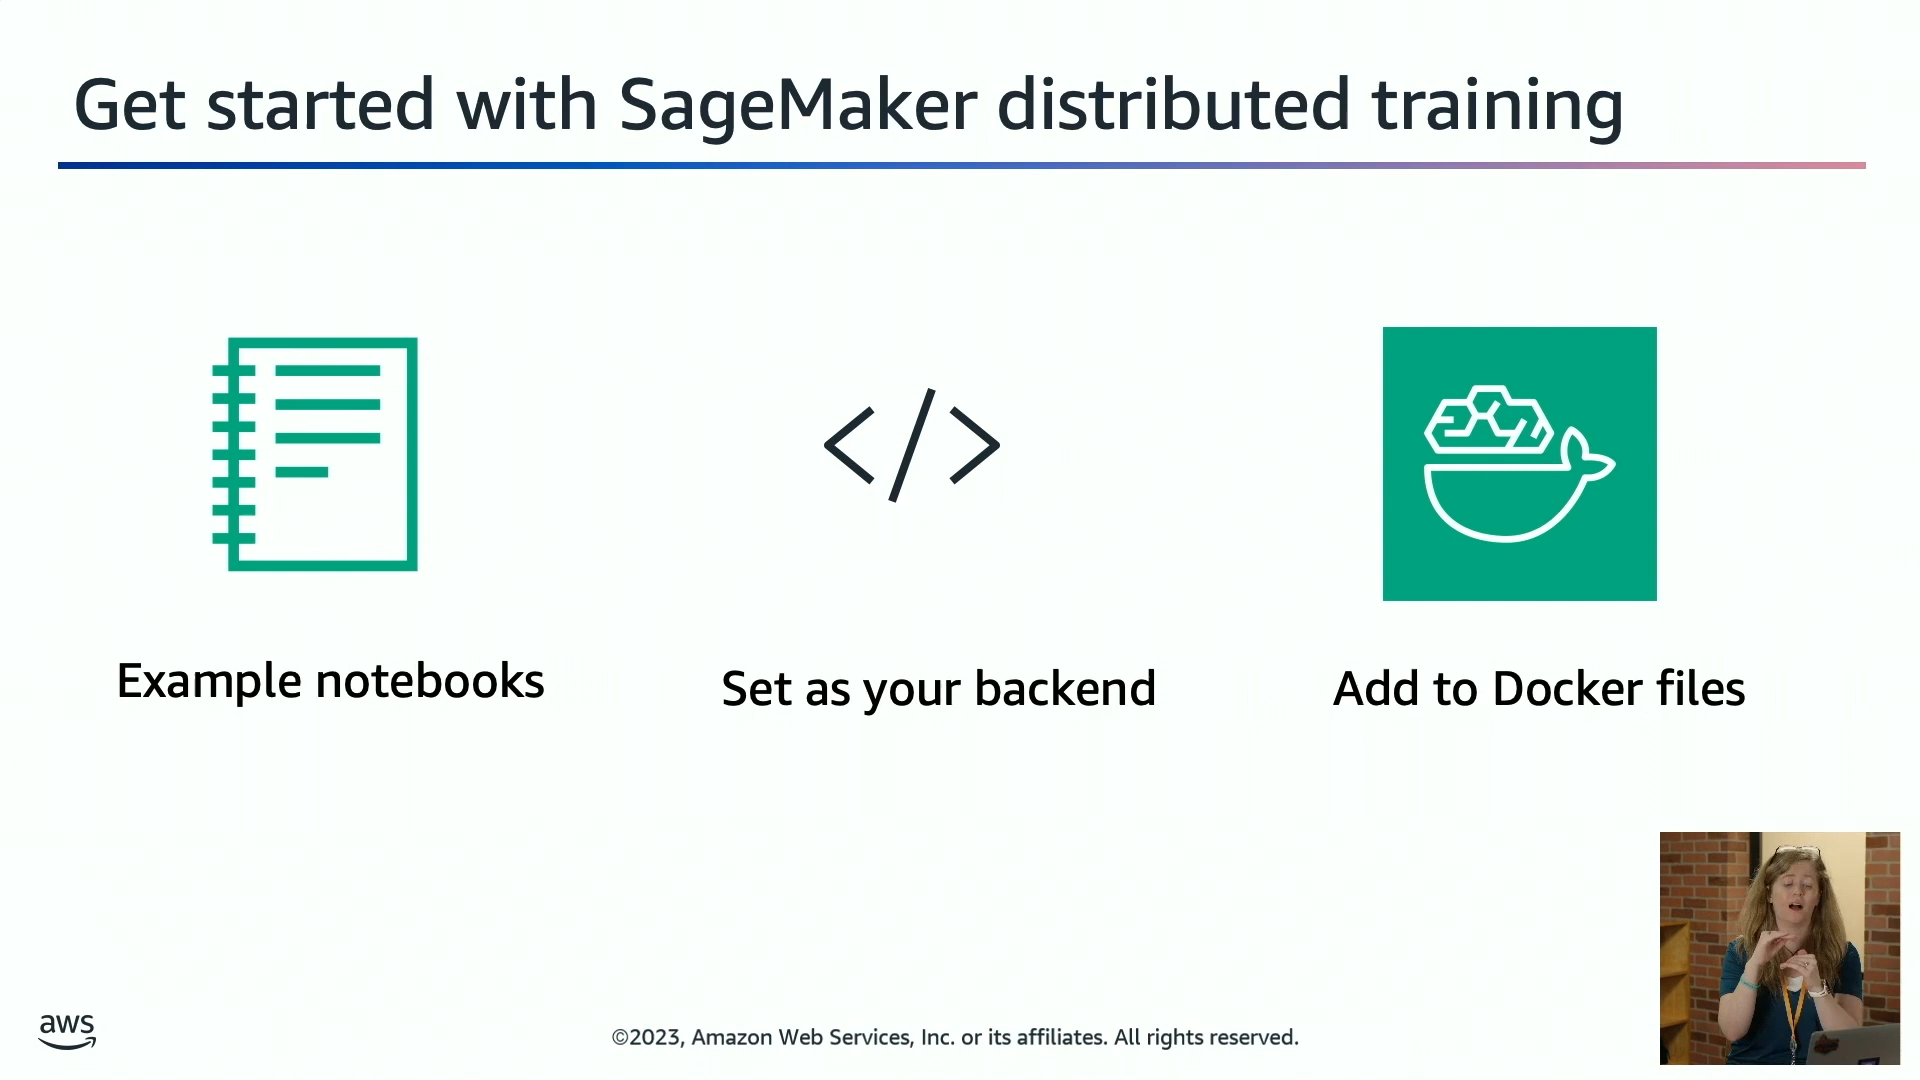 Get started with SageMaker distributed training
Example notebooks
Set as your backend
Add to Docker files
aws
©2023, Amazon Web Services, Inc. or its affiliates. All rights reserved.